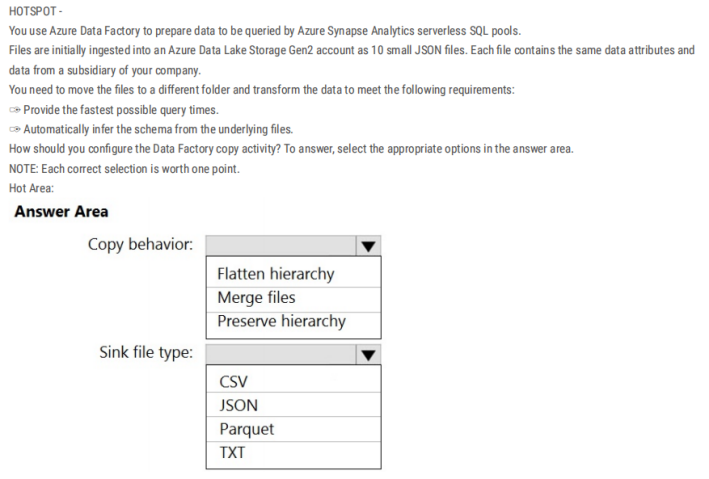 HOTSPOT -
You use Azure Data Factory to prepare data to be queried by Azure Synapse Analytics serverless SQL pools.
Files are initially ingested into an Azure Data Lake Storage Gen2 account as 10 small JSON files. Each file contains the same data attributes and
data from a subsidiary of your company.
You need to move the files to a different folder and transform the data to meet the following requirements:
Provide the fastest possible query times.
Automatically infer the schema from the underlying files.
How should you configure the Data Factory copy activity? To answer, select the appropriate options in the answer area.
NOTE: Each correct selection is worth one point.
Hot Area:
Answer Area
Copy behavior:
Flatten hierarchy
Merge files
Preserve hierarchy
Sink file type:
CSV
JSON
Parquet
TXT